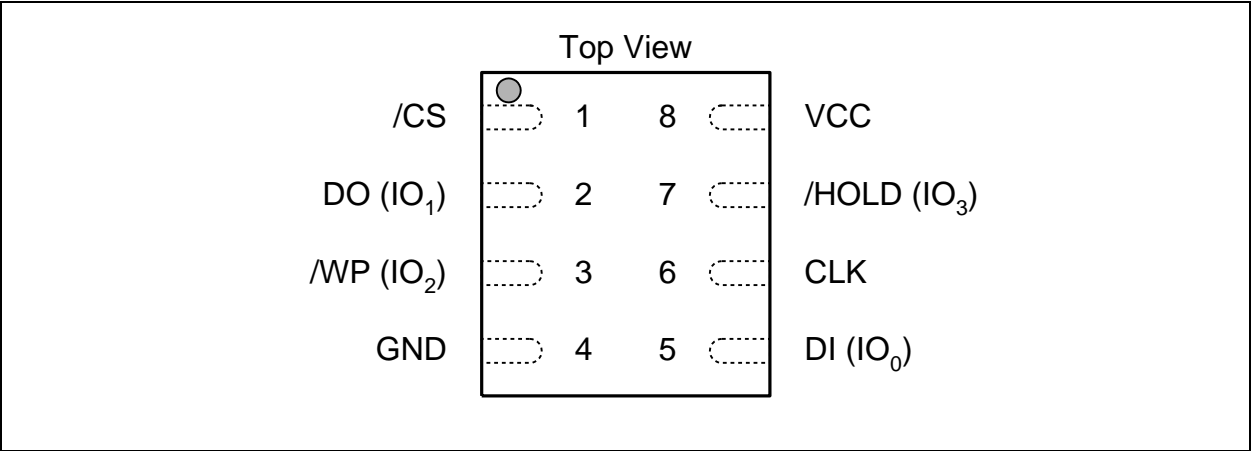 Top View
/CS 1 8 VCC
DO (IO₁) 2 7 /HOLD (IO₃)
/WP (IO₂) 3 6 CLK
GND 4 5 DI (IO₀)